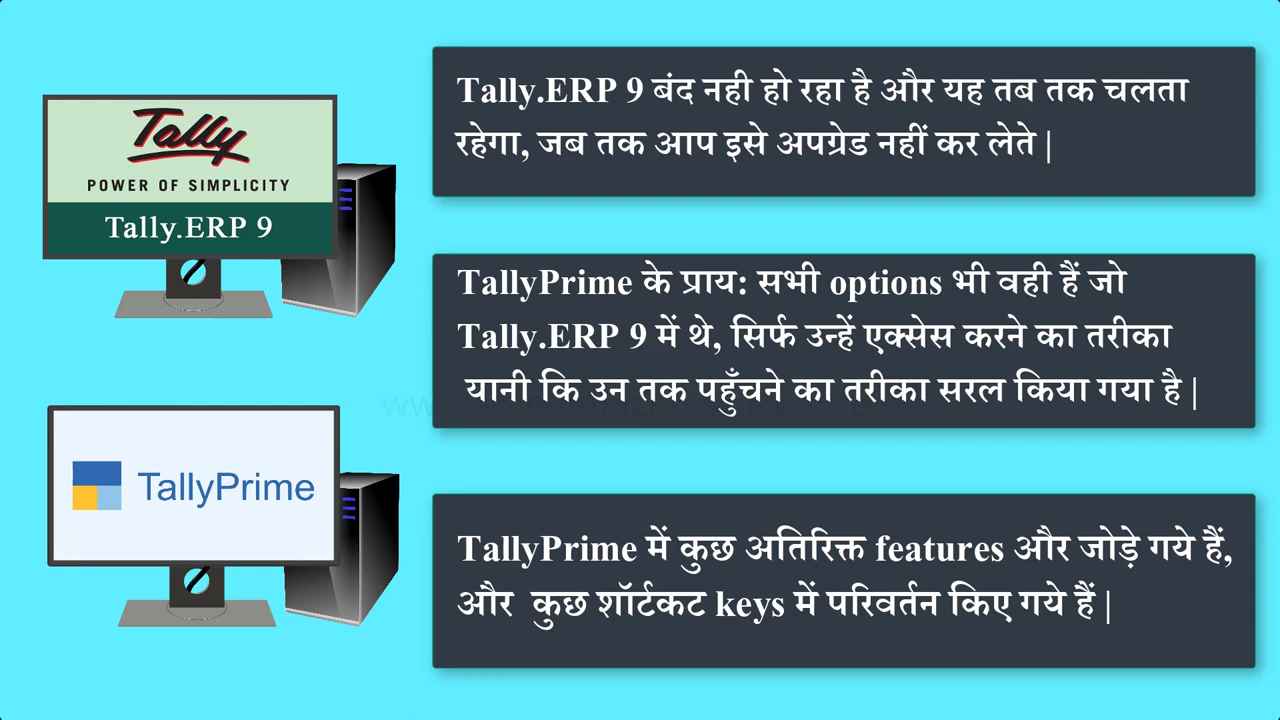 Tally
POWER OF SIMPLICITY
Tally.ERP 9
Tally.ERP 9 बंद नही हो रहा है और यह तब तक चलता
रहेगा, जब तक आप इसे अपग्रेड नहीं कर लेते |
TallyPrime के प्राय: सभी options भी वही हैं जो
Tally.ERP 9 में थे, सिर्फ उन्हें एक्सेस करने का तरीका
यानी कि उन तक पहुँचने का तरीका सरल किया गया है |
TallyPrime
TallyPrime में कुछ अतिरिक्त features और जोड़े गये हैं,
और कुछ शॉर्टकट keys में परिवर्तन किए गये हैं |